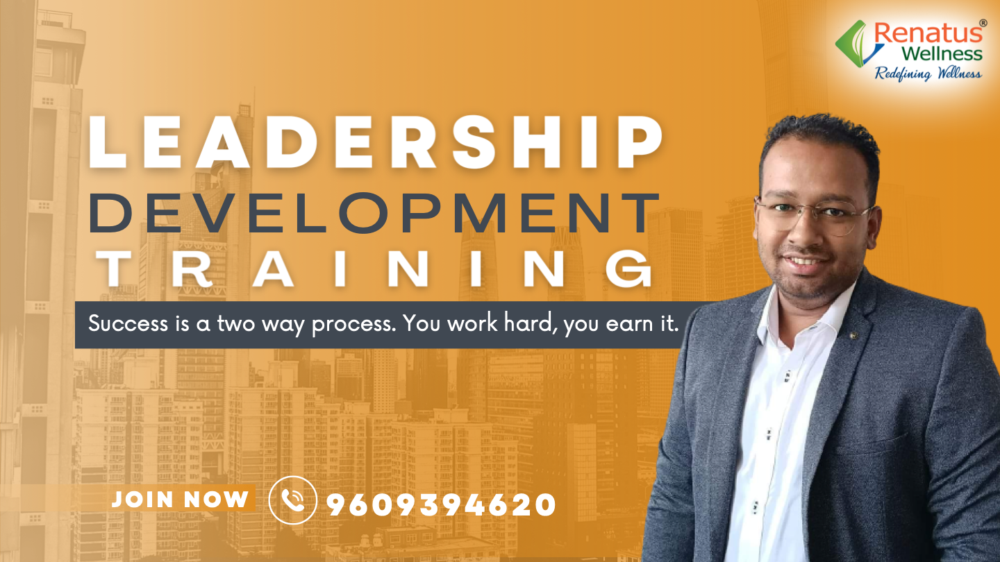 Renatus®
Wellness
Redefining Wellness
LEADERSHIP
DEVELOPMENT
TRAINING
Success is a two way process. You work hard, you earn it.
JOIN NOW 9609394620